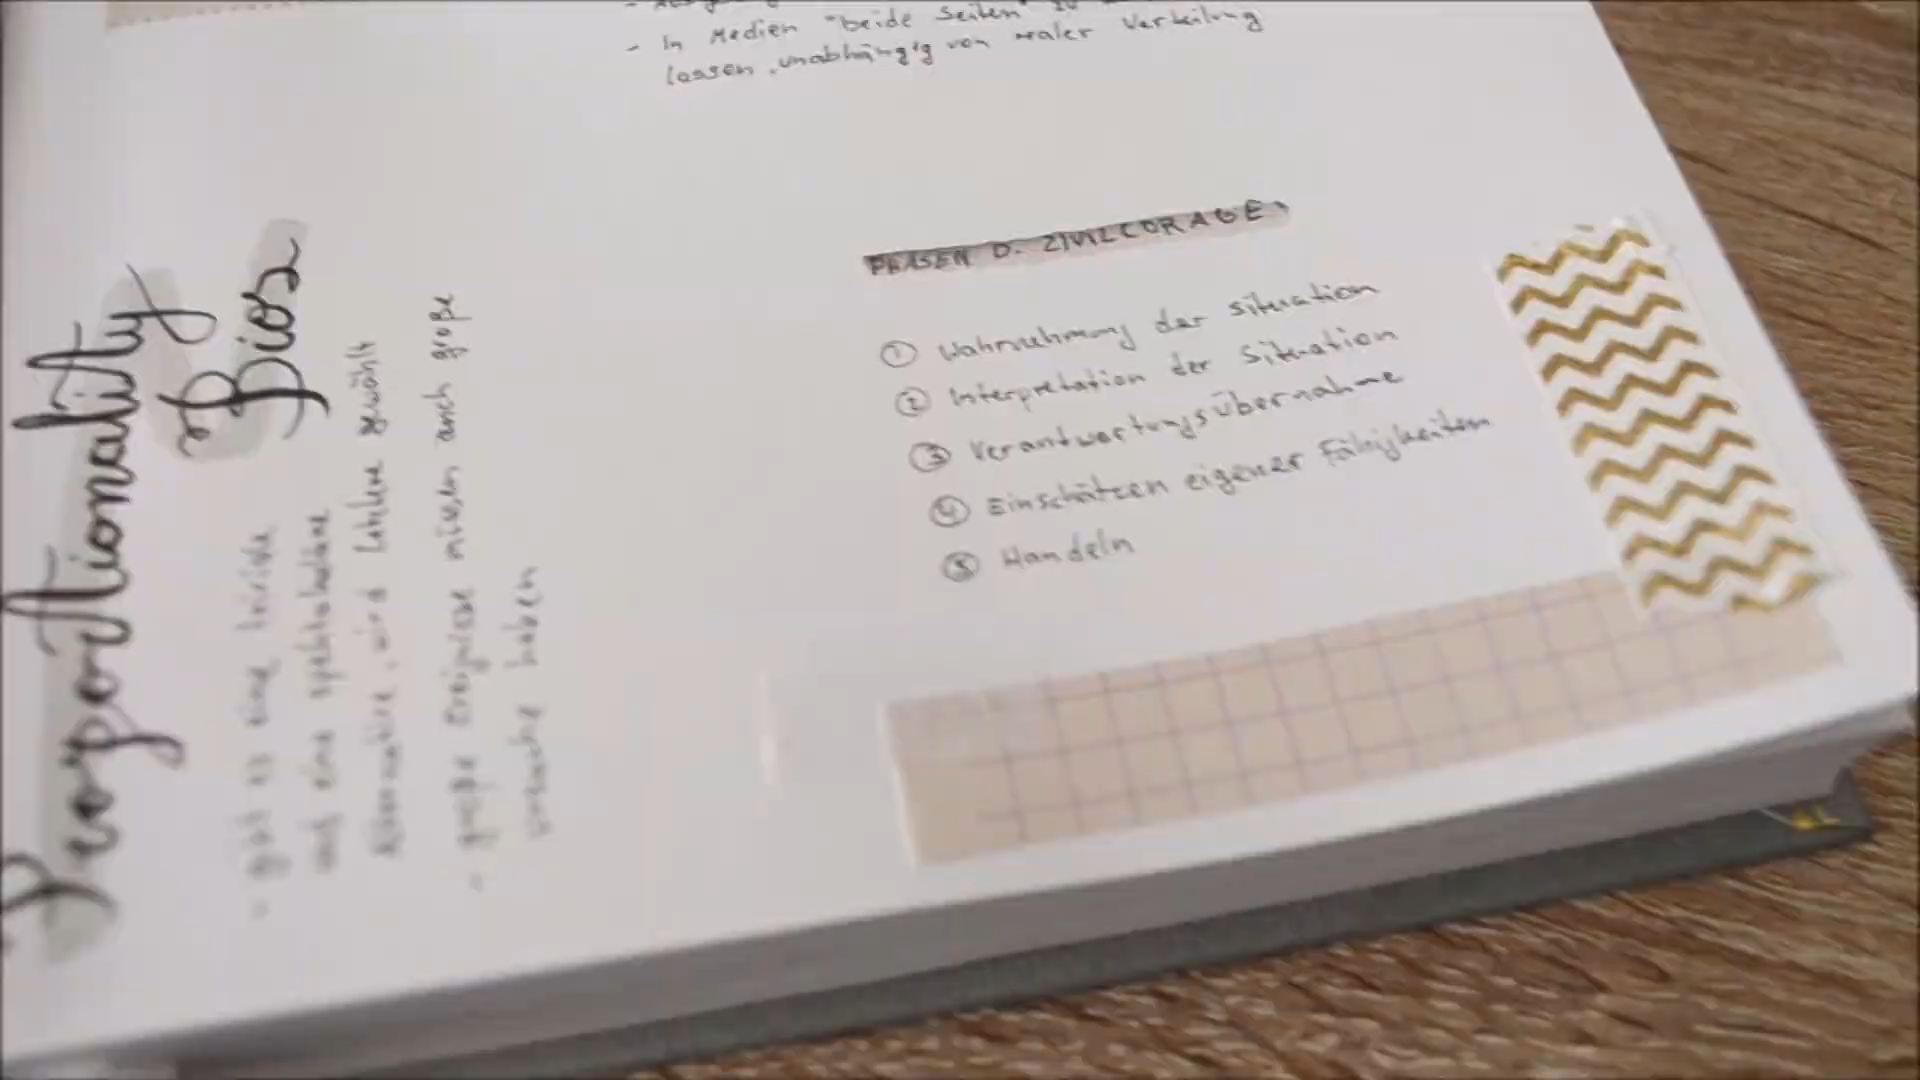 - In Medien "beide Seiten" zu
lassen, unabhängig von realer Verteilung
PHASEN D. ZIVILCORAGE
① Wahrnehmung der Situation
② Interpretation der Situation
③ Verantwortungsübernahme
④ Einschätzen eigener Fähigkeiten
⑤ Handeln
Proportionality
Bias
- gibt es eine triviale
und eine spektakuläre
Alternative, wird letztere gewählt
- große Ereignisse müssen auch große
Ursache haben